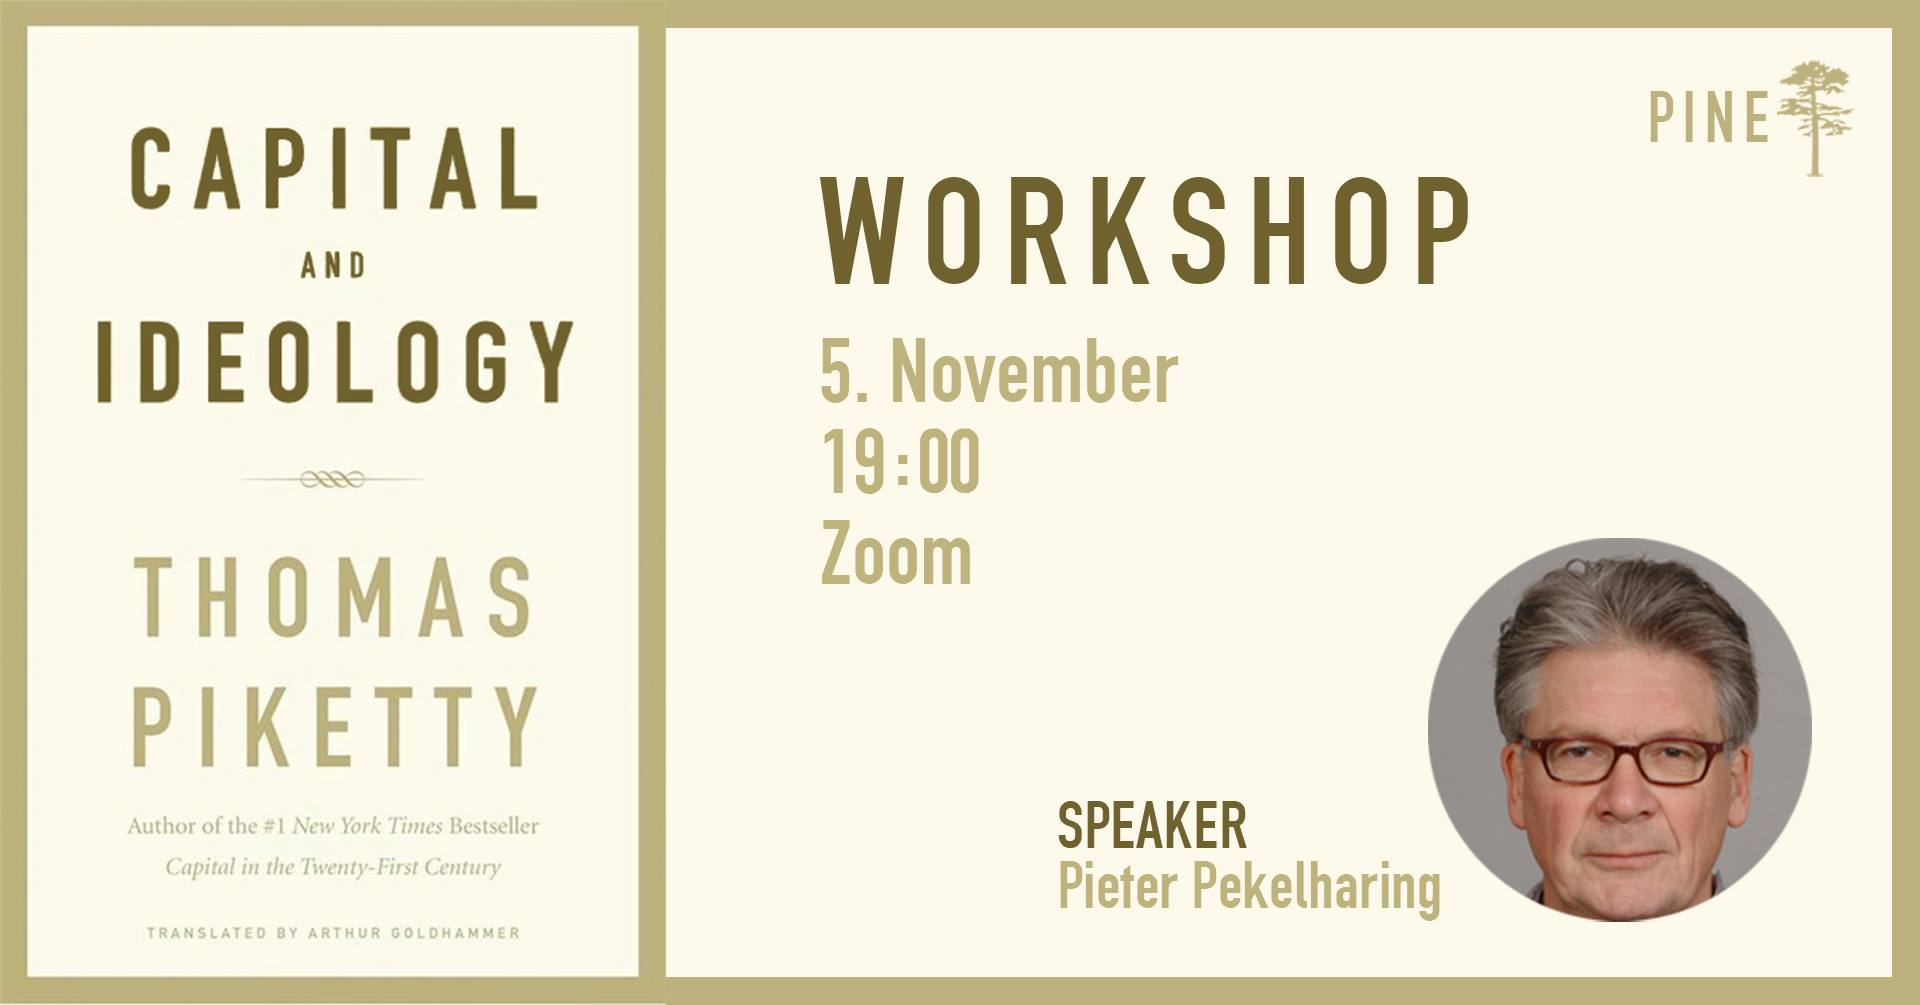 CAPITAL
AND
IDEOLOGY
THOMAS
PIKETTY
Author of the #1 New York Times Bestseller
Capital in the Twenty-First Century
TRANSLATED BY ARTHUR GOLDHAMMER
PINE
WORKSHOP
5. November
19:00
Zoom
SPEAKER
Pieter Pekelharing